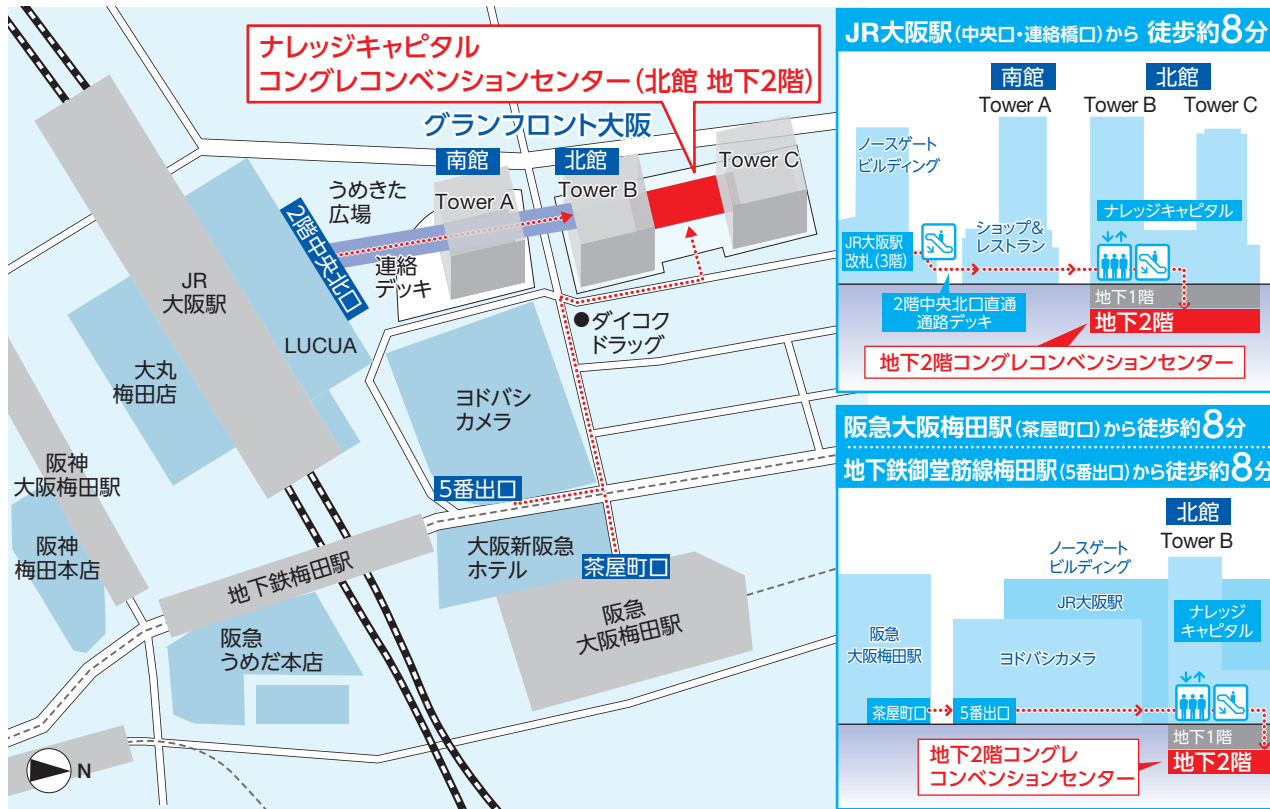 ナレッジキャピタル
コングレコンベンションセンター(北館 地下2階)
グランフロント大阪
南館
北館
Tower A
Tower B
Tower C
うめきた
広場
2階中央北口
連絡
デッキ
JR
大阪駅
LUCUA
大丸
梅田店
●ダイコク
ドラッグ
ヨドバシ
カメラ
阪神
大阪梅田駅
5番出口
阪神
梅田本店
地下鉄梅田駅
大阪新阪急
ホテル
茶屋町口
阪急
大阪梅田駅
阪急
うめだ本店
N
JR大阪駅(中央口・連絡橋口)から 徒歩約8分
南館
北館
Tower A
Tower B
Tower C
ノースゲート
ビルディング
ナレッジキャピタル
ショップ&
レストラン
JR大阪駅
改札(3階)
2階中央北口直通
通路デッキ
地下1階
地下2階
地下2階コングレコンベンションセンター
阪急大阪梅田駅(茶屋町口)から徒歩約8分
地下鉄御堂筋線梅田駅(5番出口)から徒歩約8分
北館
Tower B
ノースゲート
ビルディング
JR大阪駅
ナレッジ
キャピタル
阪急
大阪梅田駅
ヨドバシカメラ
茶屋町口
5番出口
地下1階
地下2階
地下2階コングレ
コンベンションセンター